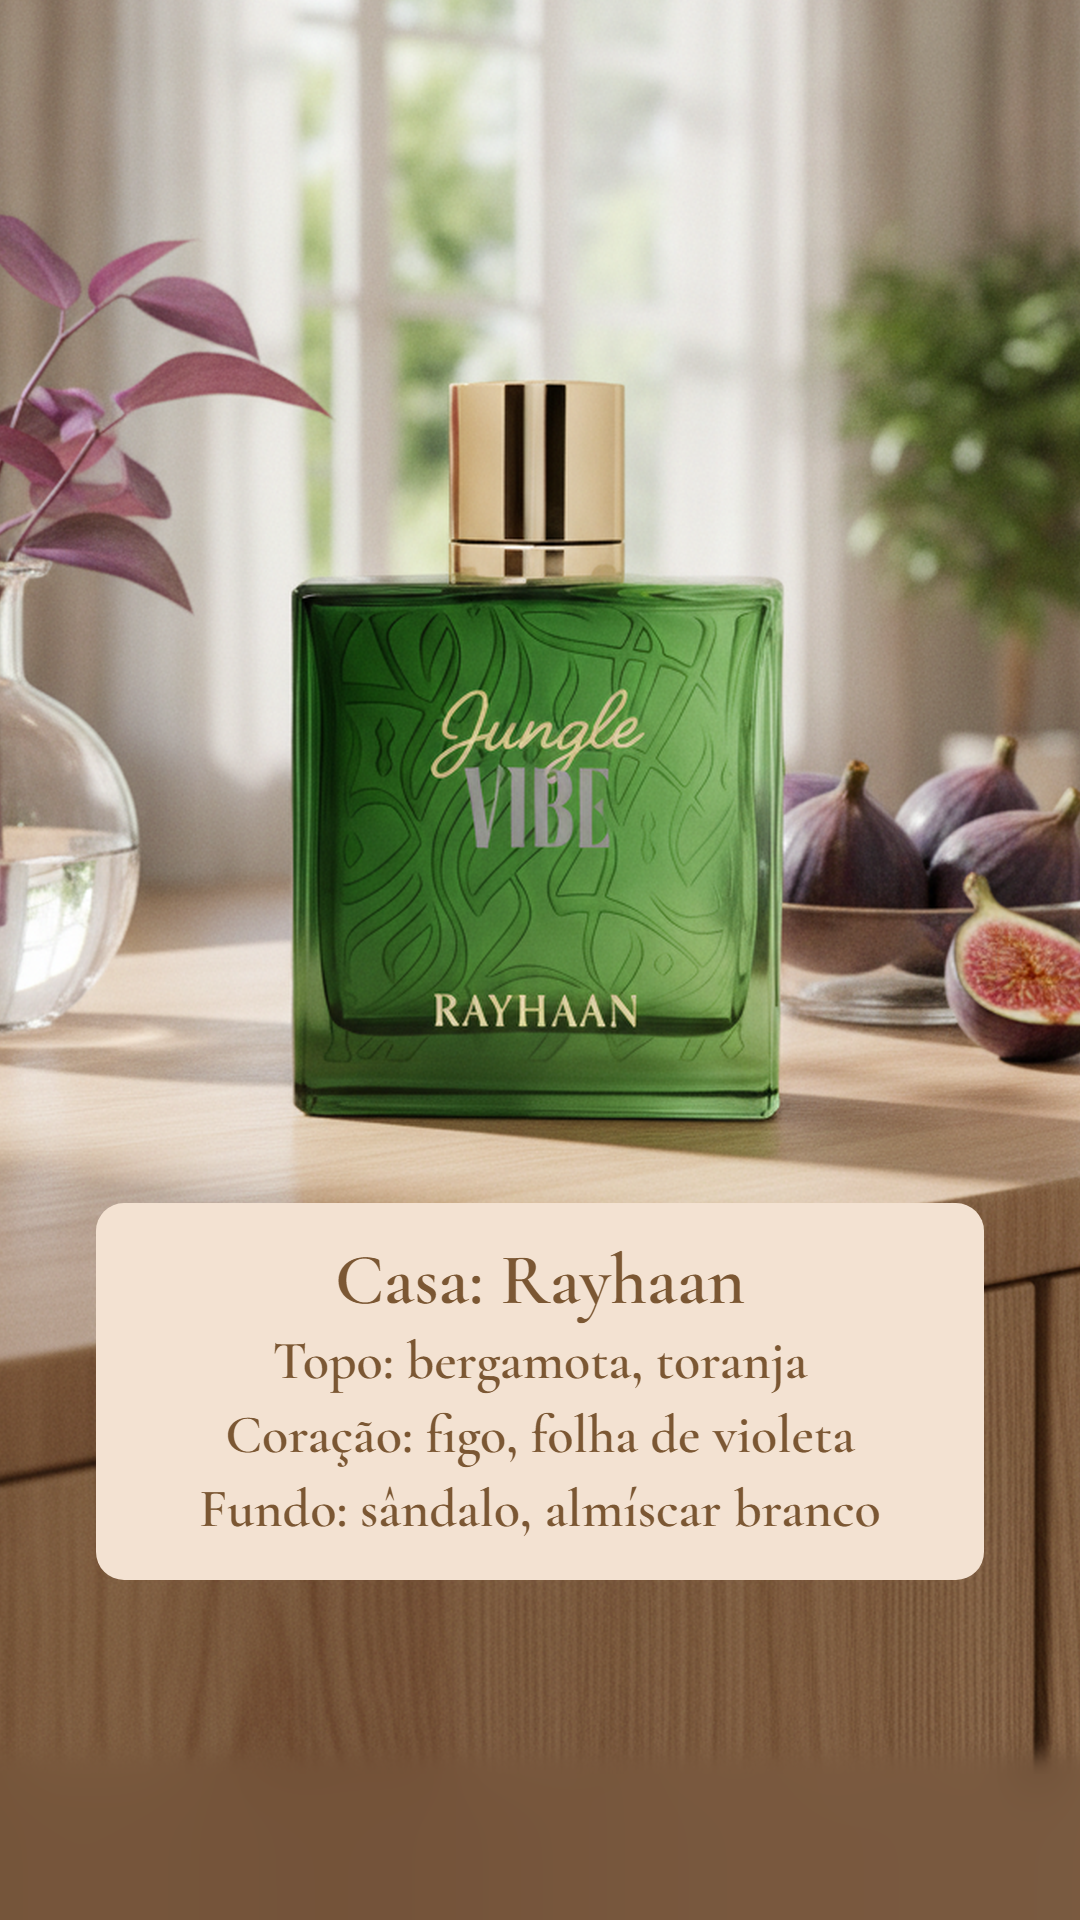 Jungle
VIBE
RAYHAAN
Casa: Rayhaan
Topo: bergamota, toranja
Coração: figo, folha de violeta
Fundo: sândalo, almíscar branco